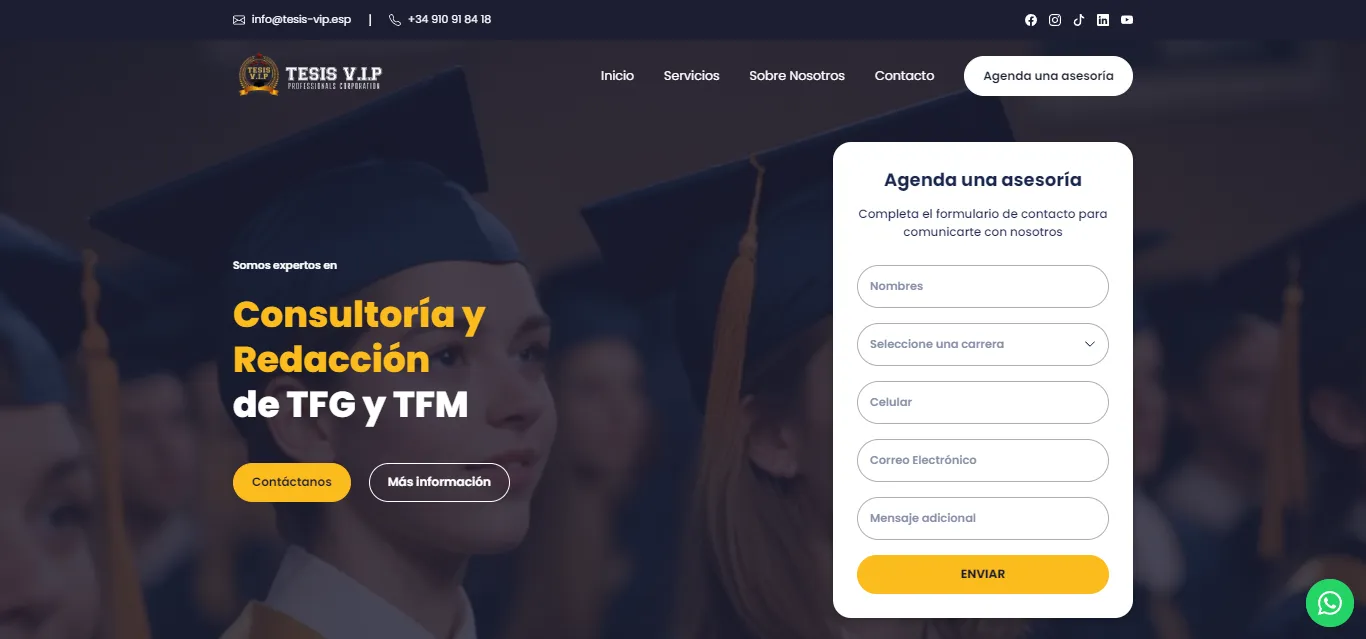 info@tesis-vip.esp | +34 910 91 84 18
TESIS V.I.P
TESIS V.I.P
PROFESSIONALS CORPORATION
Inicio
Servicios
Sobre Nosotros
Contacto
Agenda una asesoría
Somos expertos en
Consultoría y
Redacción
de TFG y TFM
Contáctanos
Más información
Agenda una asesoría
Completa el formulario de contacto para
comunicarte con nosotros
Nombres
Seleccione una carrera
Celular
Correo Electrónico
Mensaje adicional
ENVIAR